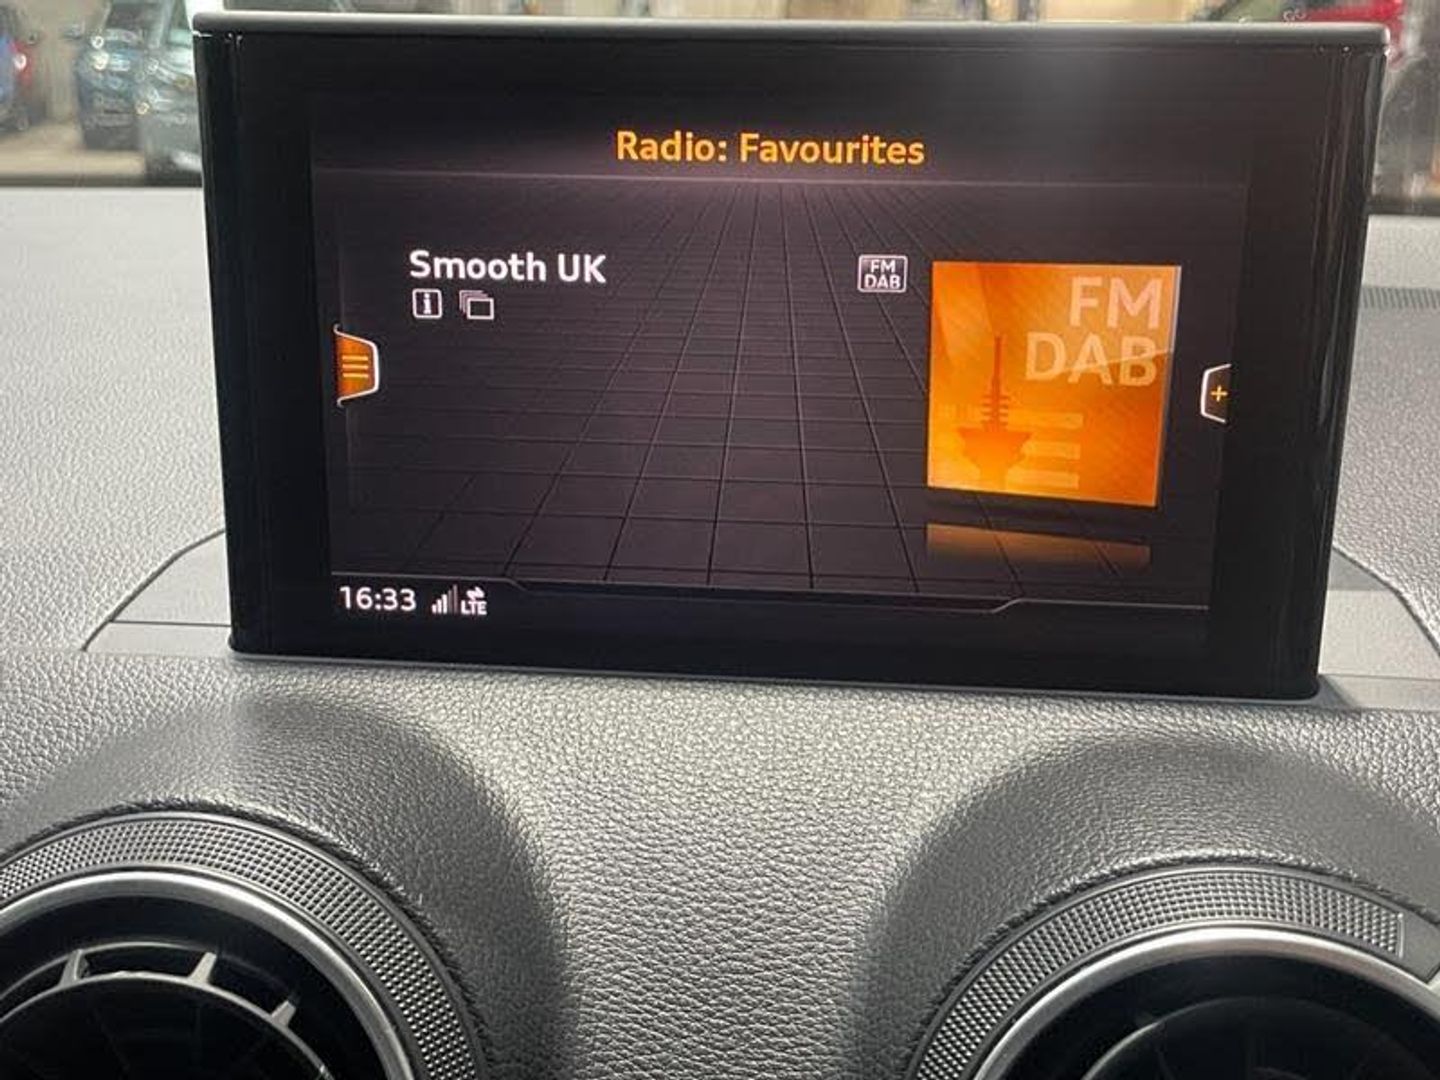 Radio: Favourites
Smooth UK
FM
DAB
FM
DAB
16:33
LTE